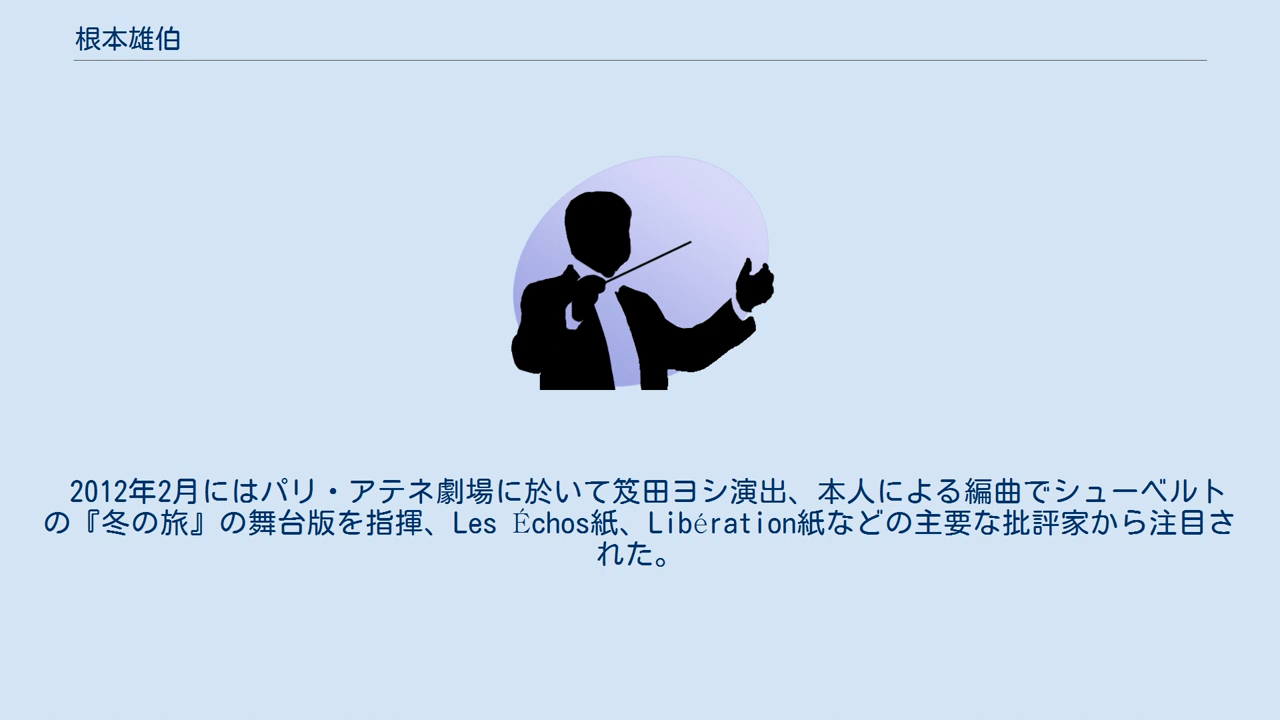 根本雄伯
2012年2月にはパリ・アテネ劇場に於いて笈田ヨシ演出、本人による編曲でシューベルト
の『冬の旅』の舞台版を指揮、Les Échos紙、Libération紙などの主要な批評家から注目さ
れた。